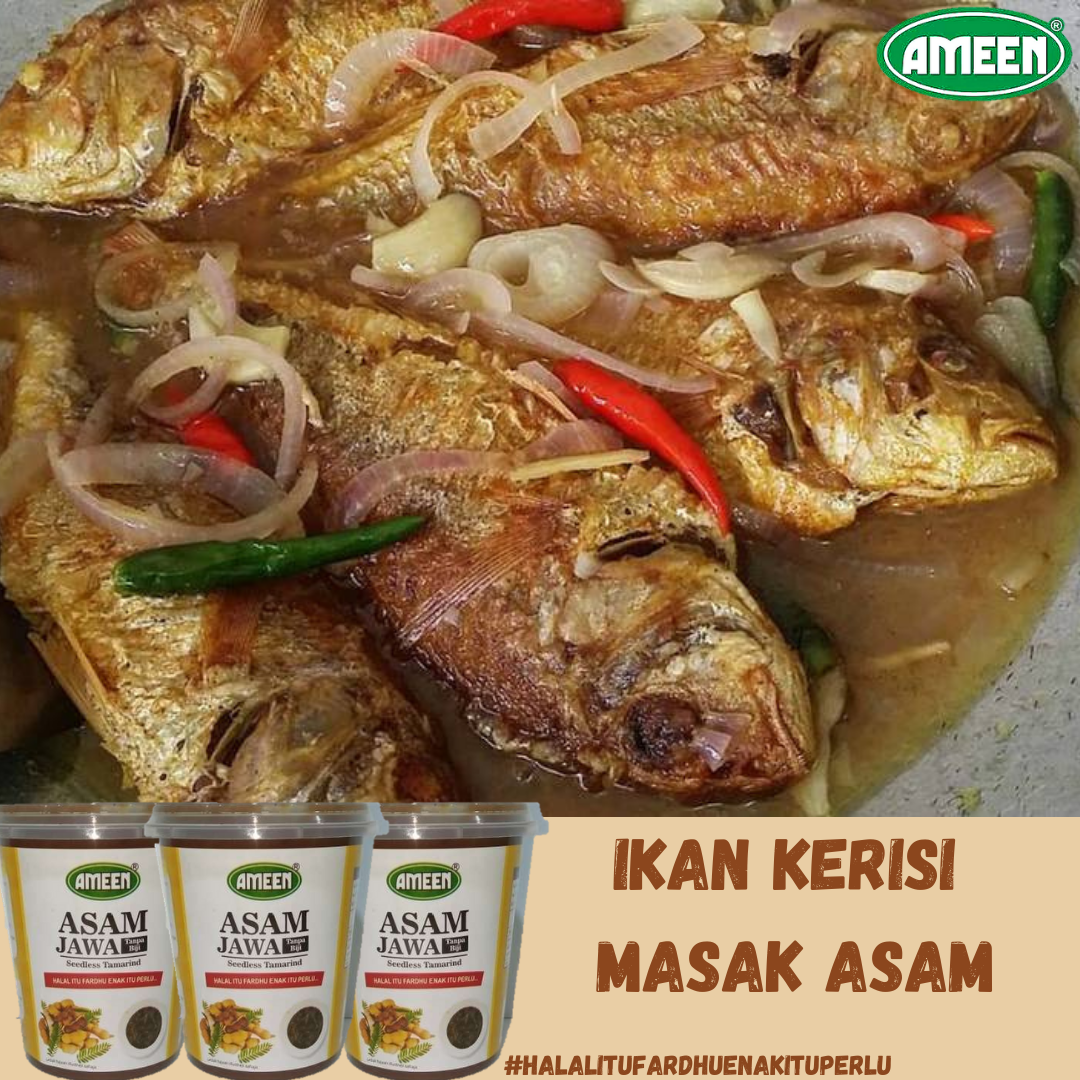 AMEEN®
IKAN KERISI
MASAK ASAM
#HALALITUFARDHUENAKITUPERLU
AMEEN®
ASAM
JAWA Tanpa Biji
Seedless Tamarind
HALAL ITU FARDHU ENAK ITU PERLU...
AMEEN®
ASAM
JAWA Tanpa Biji
Seedless Tamarind
HALAL ITU FARDHU ENAK ITU PERLU...
AMEEN®
ASAM
JAWA Tanpa Biji
Seedless Tamarind
HALAL ITU FARDHU ENAK ITU PERLU...